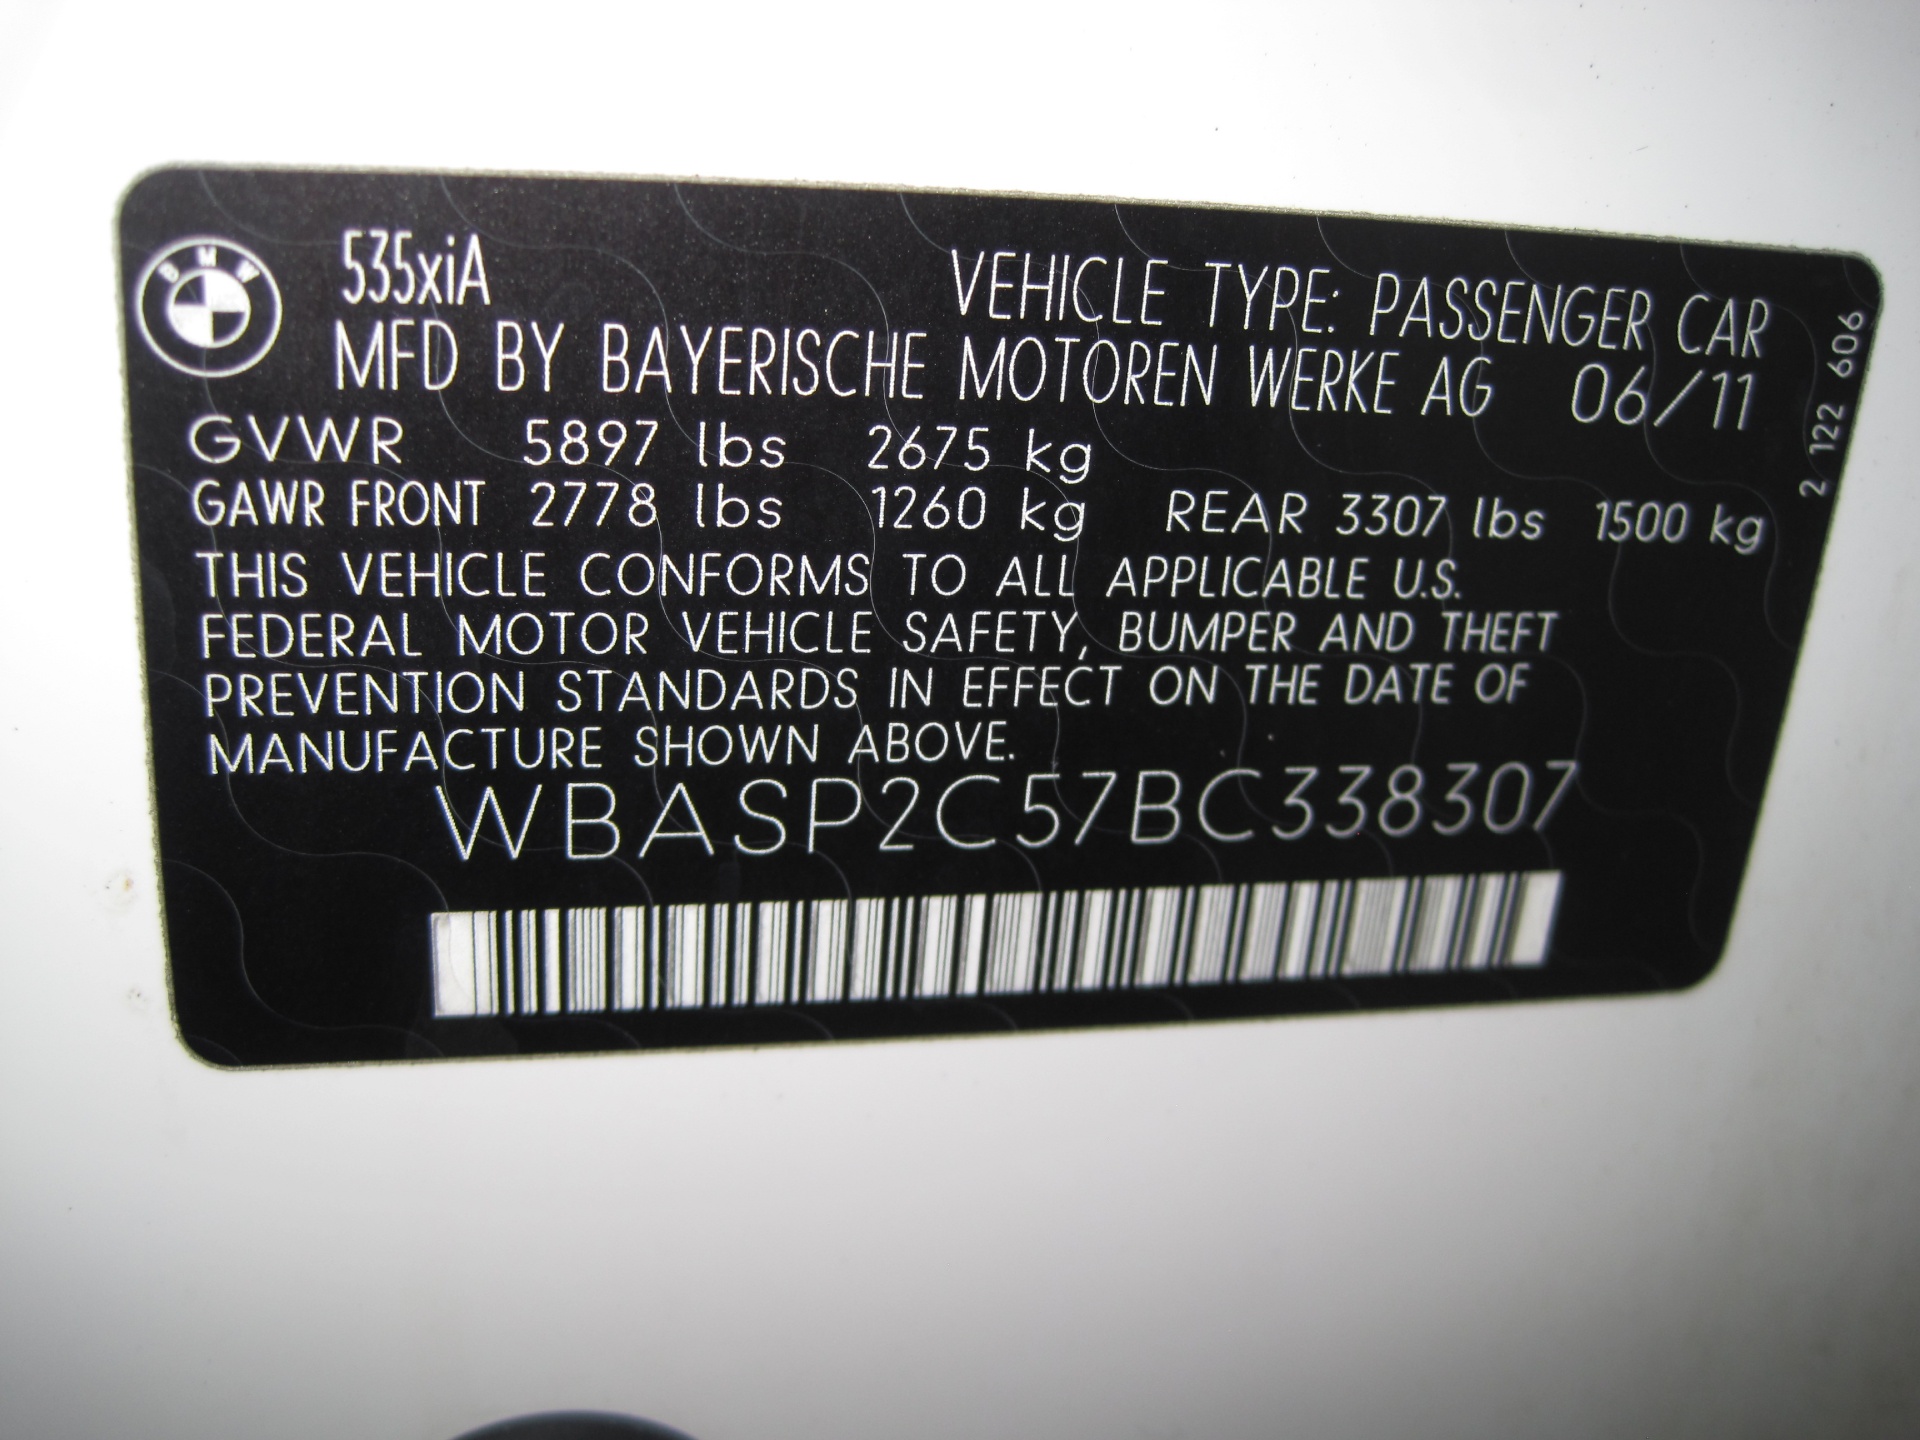 BMW
535xiA
VEHICLE TYPE: PASSENGER CAR
MFD BY BAYERISCHE MOTOREN WERKE AG 06/11
GVWR 5897 lbs 2675 kg
GAWR FRONT 2778 lbs 1260 kg REAR 3307 lbs 1500 kg
THIS VEHICLE CONFORMS TO ALL APPLICABLE U.S.
FEDERAL MOTOR VEHICLE SAFETY, BUMPER AND THEFT
PREVENTION STANDARDS IN EFFECT ON THE DATE OF
MANUFACTURE SHOWN ABOVE.
WBASP2C57BC338307
2 122 606